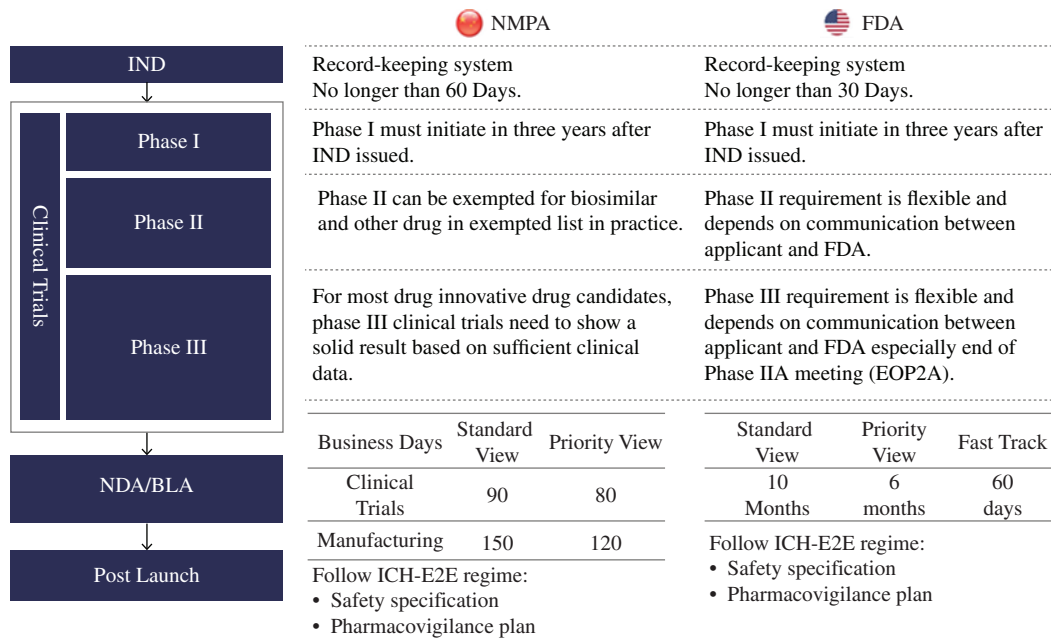 NMPA
FDA
IND
Record-keeping system
No longer than 60 Days.
Record-keeping system
No longer than 30 Days.
Clinical Trials
Phase I
Phase I must initiate in three years after
IND issued.
Phase I must initiate in three years after
IND issued.
Phase II
Phase II can be exempted for biosimilar
and other drug in exempted list in practice.
Phase II requirement is flexible and
depends on communication between
applicant and FDA.
Phase III
For most drug innovative drug candidates,
phase III clinical trials need to show a
solid result based on sufficient clinical
data.
Phase III requirement is flexible and
depends on communication between
applicant and FDA especially end of
Phase IIA meeting (EOP2A).
NDA/BLA
Business Days
Standard
View
Priority View
Clinical
Trials
90
80
Manufacturing
150
120
Standard
View
Priority
View
Fast Track
10
Months
6
months
60
days
Post Launch
Follow ICH-E2E regime:
• Safety specification
• Pharmacovigilance plan
Follow ICH-E2E regime:
• Safety specification
• Pharmacovigilance plan